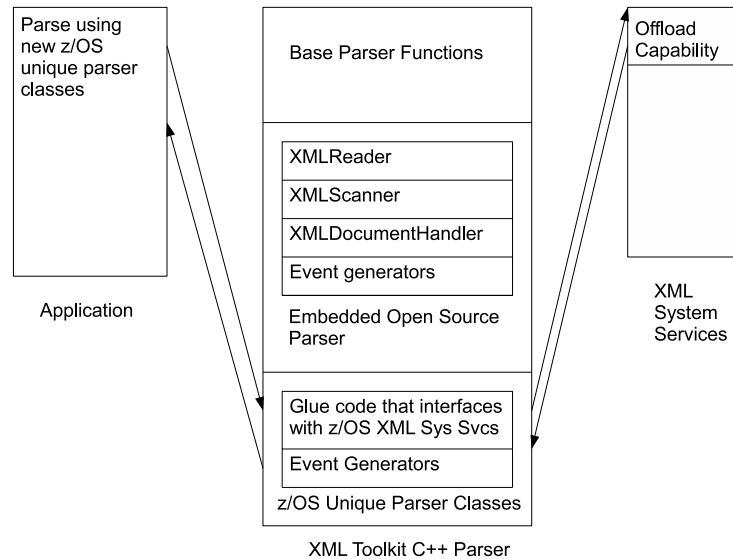 Parse using
new z/OS
unique parser
classes
Application
Base Parser Functions
XMLReader
XMLScanner
XMLDocumentHandler
Event generators
Embedded Open Source
Parser
Glue code that interfaces
with z/OS XML Sys Svcs
Event Generators
z/OS Unique Parser Classes
XML Toolkit C++ Parser
Offload
Capability
XML
System
Services